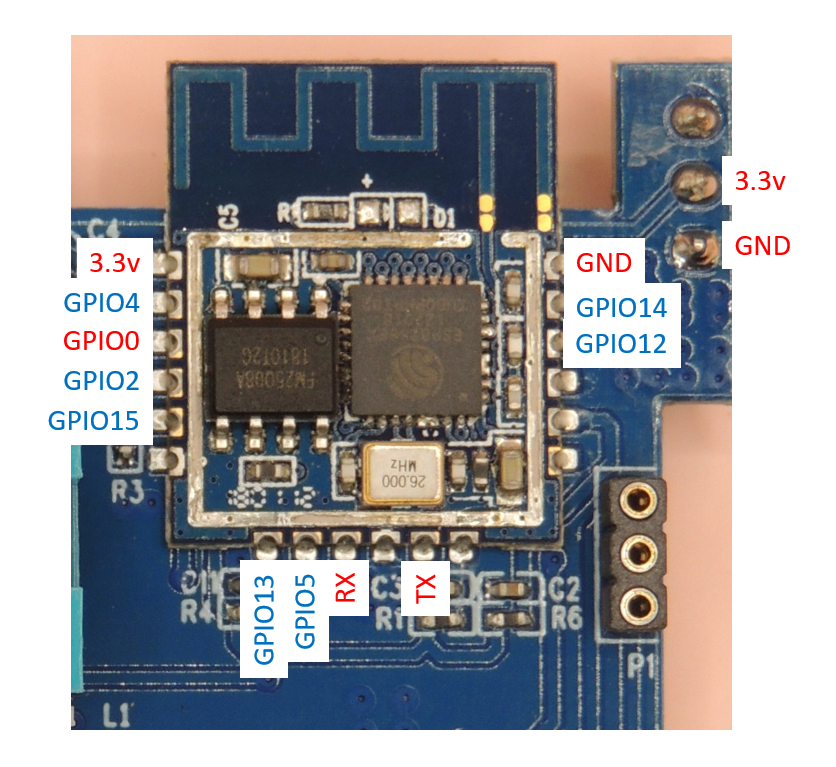 R
+
D1
C5
C4
3.3v
GND
3.3v
GND
GPIO4
GPIO14
GPIO0
GPIO12
GPIO2
GPIO15
FM25Q08A
181012G
26.000
MHz
R3
GPIO13
GPIO5
RX
TX
C3
C2
R4
R1
R6
P1
L1